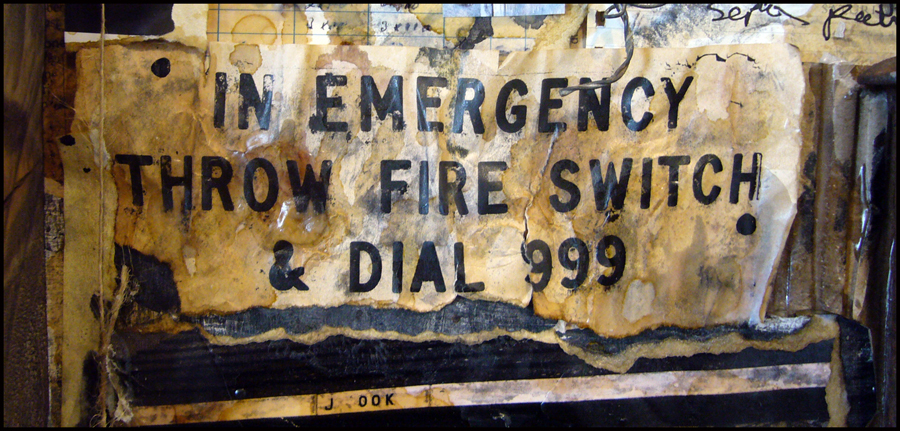 IN EMERGENCY
THROW FIRE SWITCH
& DIAL 999
J OOK